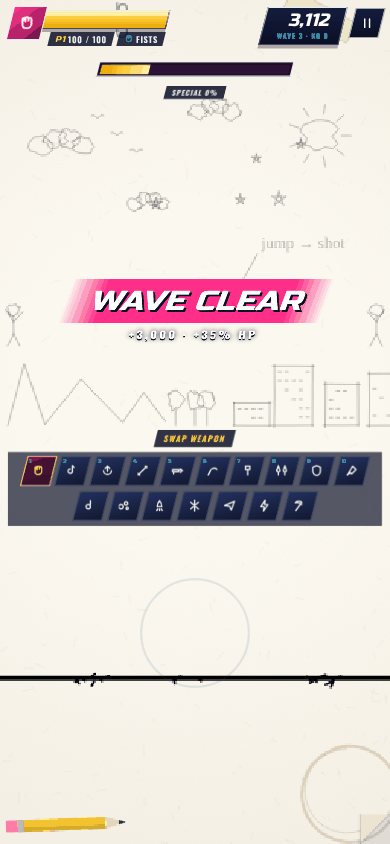 3,112
P1 100 / 100
FISTS
WAVE 3 · KO 0
SPECIAL 0%
jump → shot
WAVE CLEAR
+3,000 · +35% HP
SWAP WEAPON
1 2 3 4 5 6 7 8 9 10